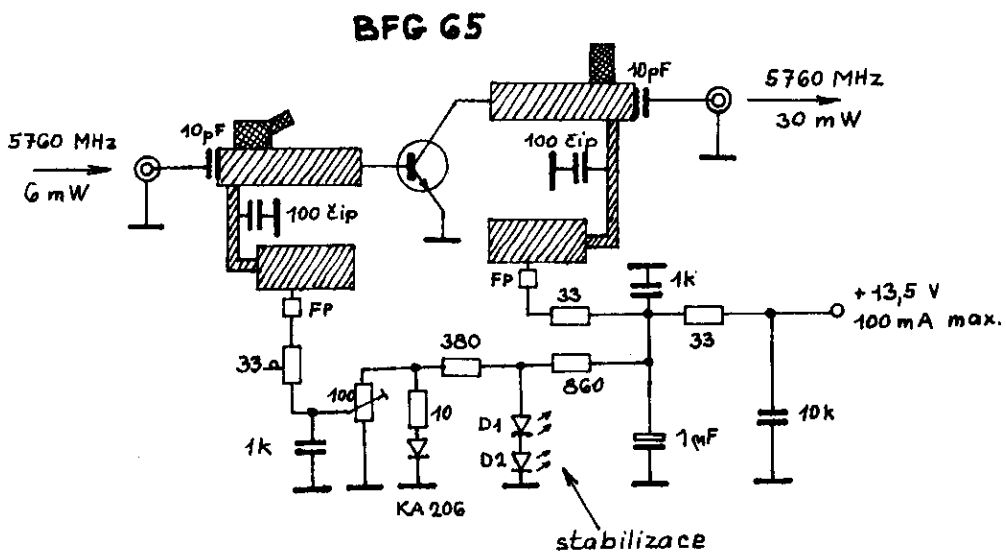 BFG 65
10pF
5760 MHz
30 mW
5760 MHz
6 mW
10pF
100 čip
100 čip
FP
FP
33
1k
33
+ 13,5 V
100 mA max.
33
380
860
100
10
D1
D2
1k
KA 206
1µF
10k
stabilizace